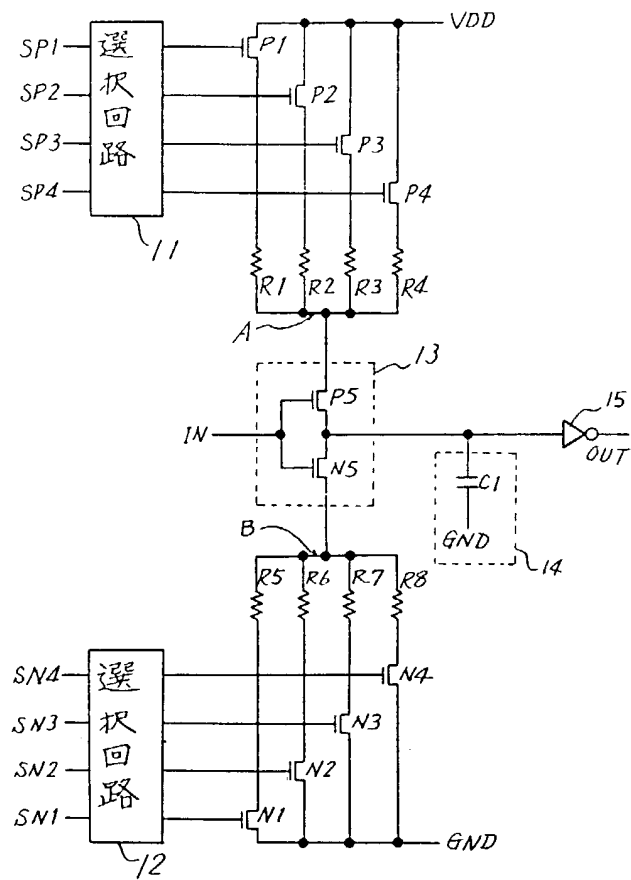 VDD
SP1
SP2
SP3
SP4
選択回路
11
P1
P2
P3
P4
R1
R2
R3
R4
A
13
P5
IN
N5
15
OUT
C1
GND
14
B
R5
R6
R7
R8
SN4
SN3
SN2
SN1
選択回路
12
N4
N3
N2
N1
GND